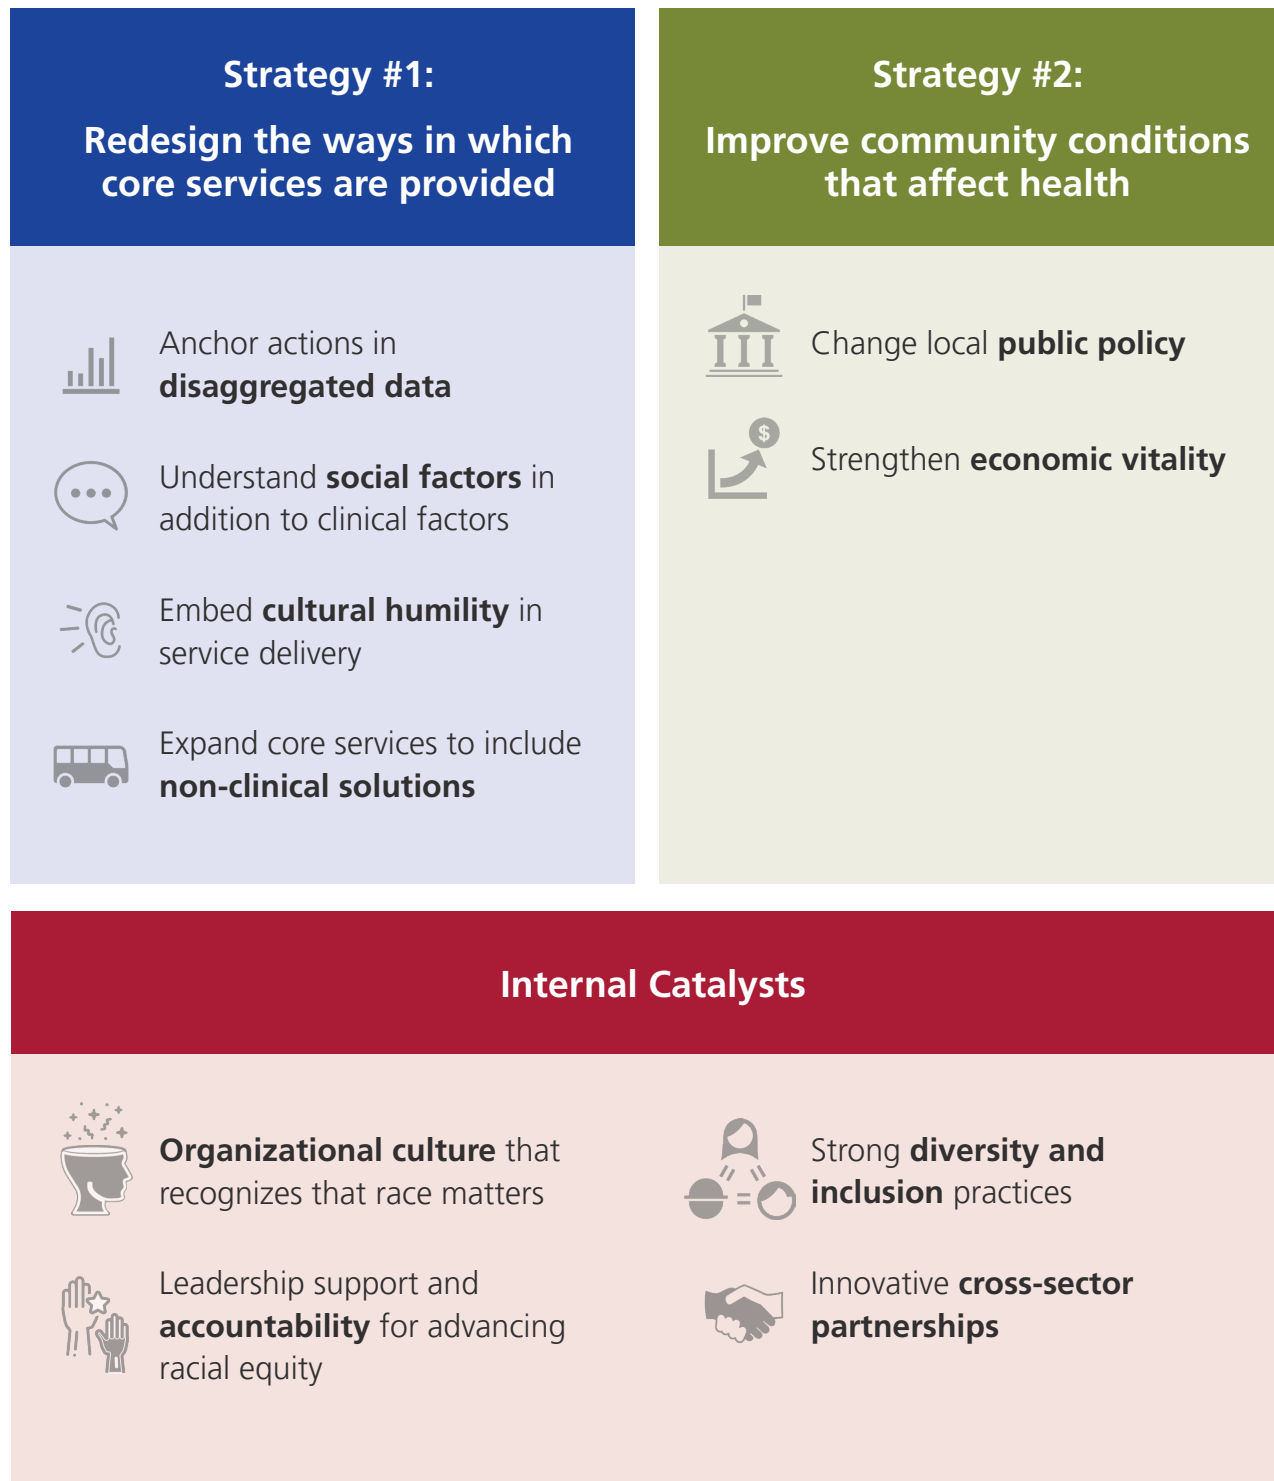 Strategy #1:
Redesign the ways in which
core services are provided
Anchor actions in
disaggregated data
Understand social factors in
addition to clinical factors
Embed cultural humility in
service delivery
Expand core services to include
non-clinical solutions
Strategy #2:
Improve community conditions
that affect health
Change local public policy
$
Strengthen economic vitality
Internal Catalysts
Organizational culture that
recognizes that race matters
Leadership support and
accountability for advancing
racial equity
Strong diversity and
inclusion practices
Innovative cross-sector
partnerships